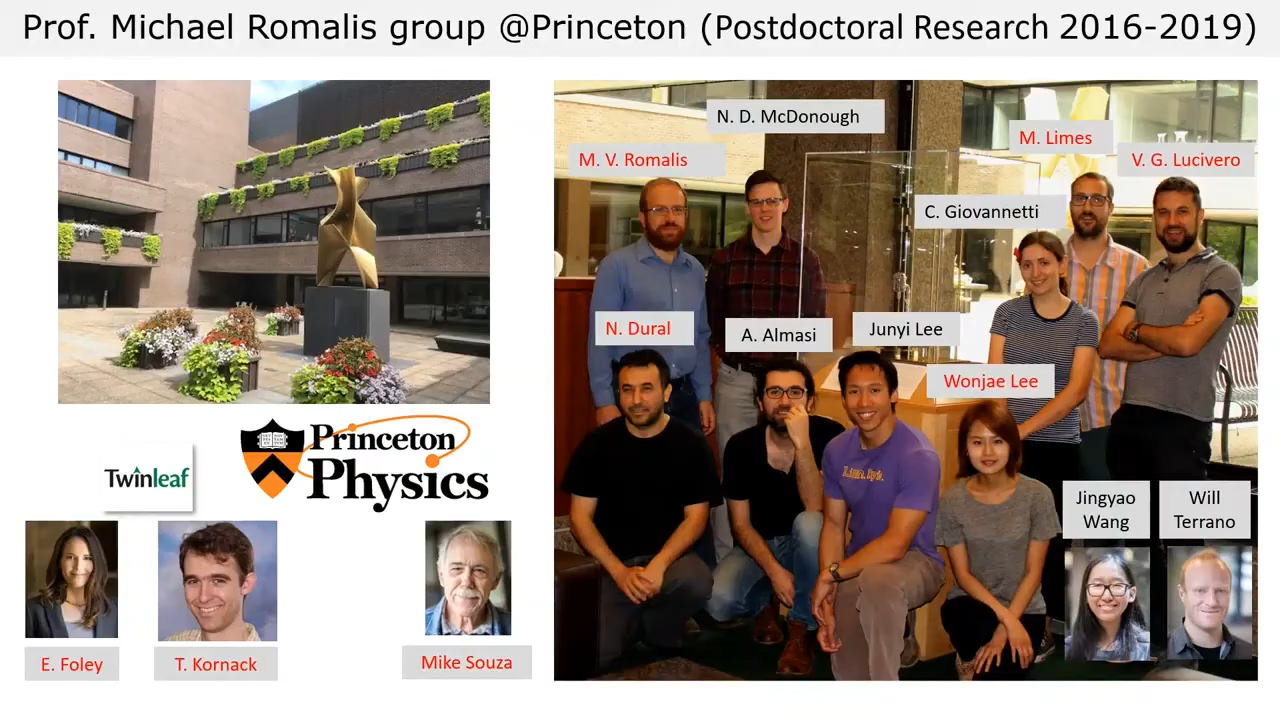 Prof. Michael Romalis group @Princeton (Postdoctoral Research 2016-2019)
N. D. McDonough
M. Limes
M. V. Romalis
V. G. Lucivero
C. Giovannetti
N. Dural
A. Almasi
Junyi Lee
Wonjae Lee
Princeton
Physics
Twinleaf
Jingyao
Wang
Will
Terrano
E. Foley
T. Kornack
Mike Souza